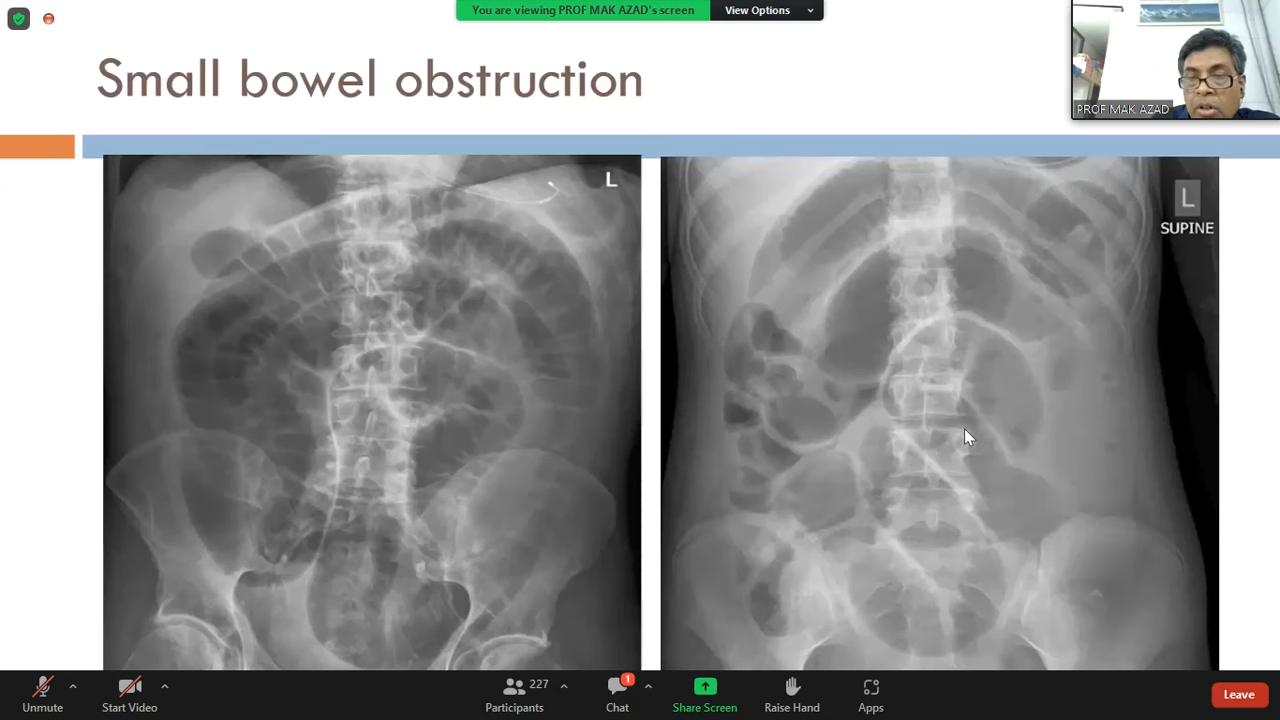 You are viewing PROF MAK AZAD's screen
View Options
Small bowel obstruction
PROF MAK AZAD
L
L
SUPINE
Unmute
Start Video
227
Participants
1
Chat
Share Screen
Raise Hand
Apps
Leave